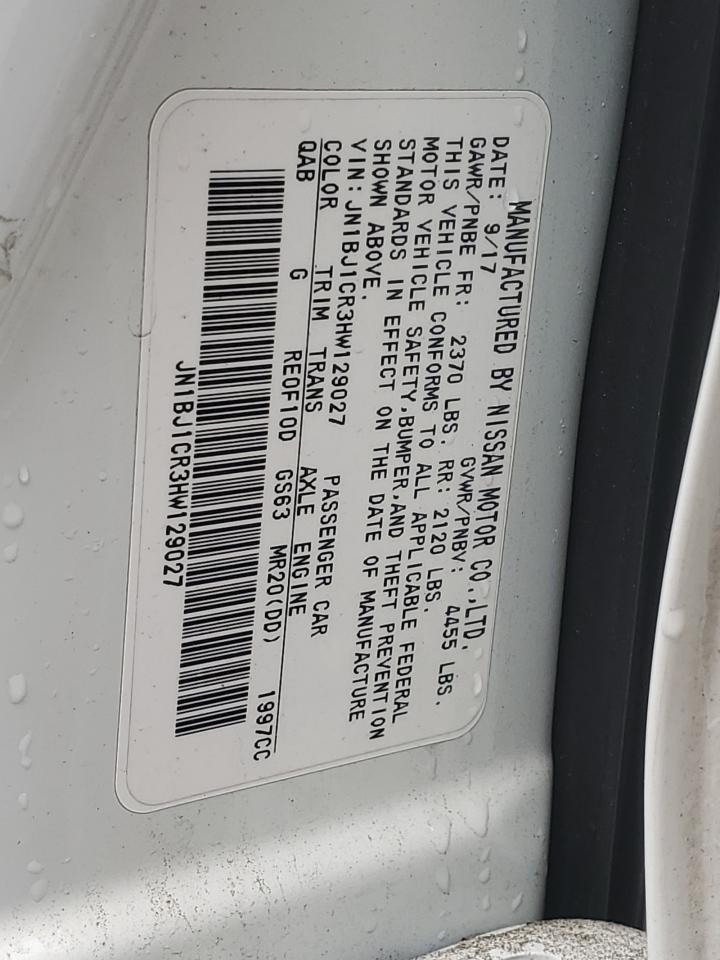 MANUFACTURED BY NISSAN MOTOR CO.,LTD.
DATE: 9/17 GVWR/PNBV: 4455 LBS.
GAWR/PNBE FR: 2370 LBS. RR: 2120 LBS.
THIS VEHICLE CONFORMS TO ALL APPLICABLE FEDERAL
MOTOR VEHICLE SAFETY,BUMPER,AND THEFT PREVENTION
STANDARDS IN EFFECT ON THE DATE OF MANUFACTURE
SHOWN ABOVE.
VIN:JN1BJ1CR3HW129027 PASSENGER CAR
COLOR TRIM TRANS AXLE ENGINE
QAB G RE0F10D GS63 MR20(DD) 1997CC
JN1BJ1CR3HW129027